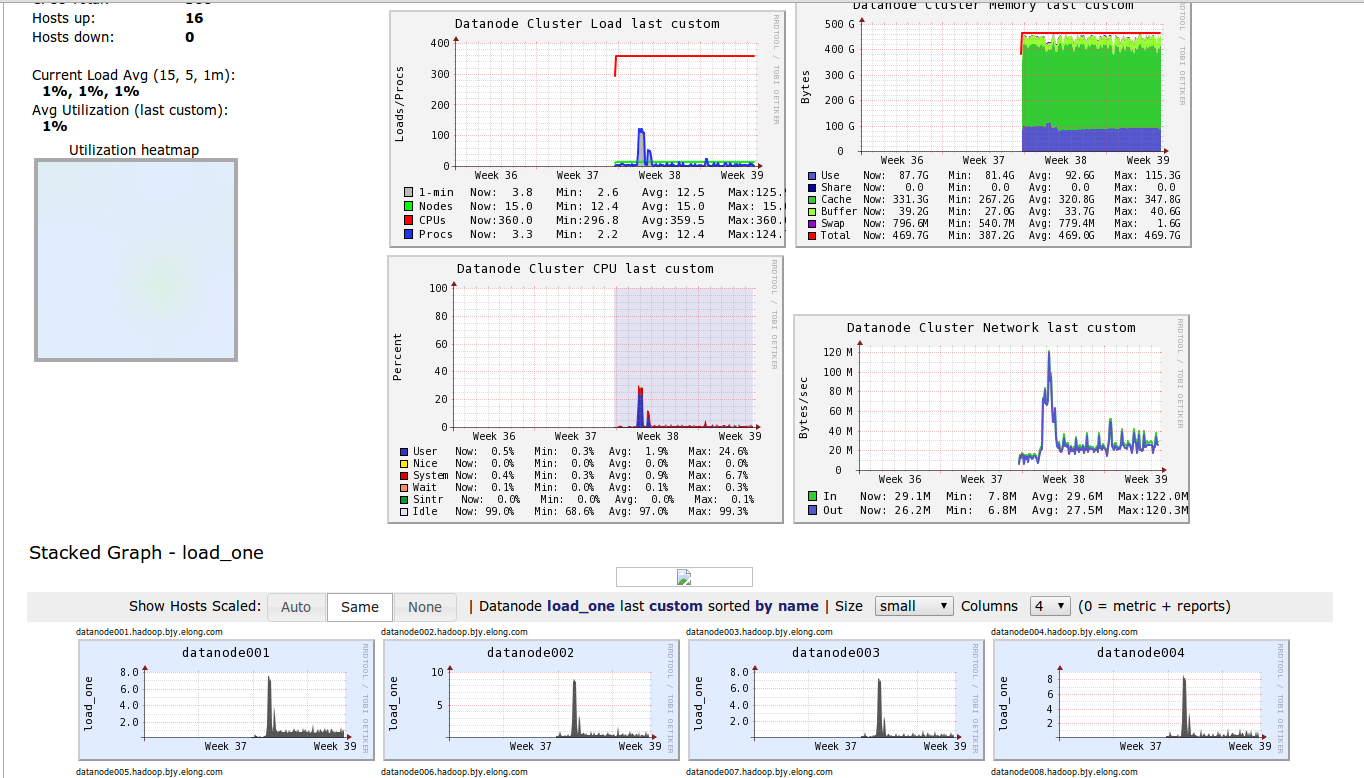 Hosts up: 16
Hosts down: 0
Current Load Avg (15, 5, 1m):
1%, 1%, 1%
Avg Utilization (last custom):
1%
Utilization heatmap
Datanode Cluster Load last custom
RRDTOOL / TOBI OETIKER
Loads/Procs
400
300
200
100
0
Week 36 Week 37 Week 38 Week 39
1-min Now: 3.8 Min: 2.6 Avg: 12.5 Max:125.
Nodes Now: 15.0 Min: 12.4 Avg: 15.0 Max: 15.
CPUs Now:360.0 Min:296.8 Avg:359.5 Max:360.
Procs Now: 3.3 Min: 2.2 Avg: 12.4 Max:124.
Datanode Cluster Memory last custom
RRDTOOL / TOBI OETIKER
Bytes
500 G
400 G
300 G
200 G
100 G
0
Week 36 Week 37 Week 38 Week 39
Use Now: 87.7G Min: 81.4G Avg: 92.6G Max: 115.3G
Share Now: 0.0 Min: 0.0 Avg: 0.0 Max: 0.0
Cache Now: 331.3G Min: 267.2G Avg: 320.8G Max: 347.8G
Buffer Now: 39.2G Min: 27.0G Avg: 33.7G Max: 40.6G
Swap Now: 796.6M Min: 540.7M Avg: 779.4M Max: 1.6G
Total Now: 469.7G Min: 387.2G Avg: 469.0G Max: 469.7G
Datanode Cluster CPU last custom
RRDTOOL / TOBI OETIKER
Percent
100
80
60
40
20
0
Week 36 Week 37 Week 38 Week 39
User Now: 0.5% Min: 0.3% Avg: 1.9% Max: 24.6%
Nice Now: 0.0% Min: 0.0% Avg: 0.0% Max: 0.0%
System Now: 0.4% Min: 0.3% Avg: 0.9% Max: 6.7%
Wait Now: 0.1% Min: 0.0% Avg: 0.1% Max: 0.3%
Sintr Now: 0.0% Min: 0.0% Avg: 0.0% Max: 0.1%
Idle Now: 99.0% Min: 68.6% Avg: 97.0% Max: 99.3%
Datanode Cluster Network last custom
RRDTOOL / TOBI OETIKER
Bytes/sec
120 M
100 M
80 M
60 M
40 M
20 M
0
Week 36 Week 37 Week 38 Week 39
In Now: 29.1M Min: 7.8M Avg: 29.6M Max:122.0M
Out Now: 26.2M Min: 6.8M Avg: 27.5M Max:120.3M
Stacked Graph - load_one
Show Hosts Scaled: Auto Same None | Datanode load_one last custom sorted by name | Size small Columns 4 (0 = metric + reports)
datanode001.hadoop.bjy.elong.com
datanode001
RRDTOOL / TOBI OETIKER
load_one
8.0
6.0
4.0
2.0
Week 37 Week 39
datanode002.hadoop.bjy.elong.com
datanode002
RRDTOOL / TOBI OETIKER
load_one
10
5
Week 37 Week 39
datanode003.hadoop.bjy.elong.com
datanode003
RRDTOOL / TOBI OETIKER
load_one
8.0
6.0
4.0
2.0
Week 37 Week 39
datanode004.hadoop.bjy.elong.com
datanode004
RRDTOOL / TOBI OETIKER
load_one
8
6
4
2
Week 37 Week 39
datanode005.hadoop.bjy.elong.com
datanode006.hadoop.bjy.elong.com
datanode007.hadoop.bjy.elong.com
datanode008.hadoop.bjy.elong.com